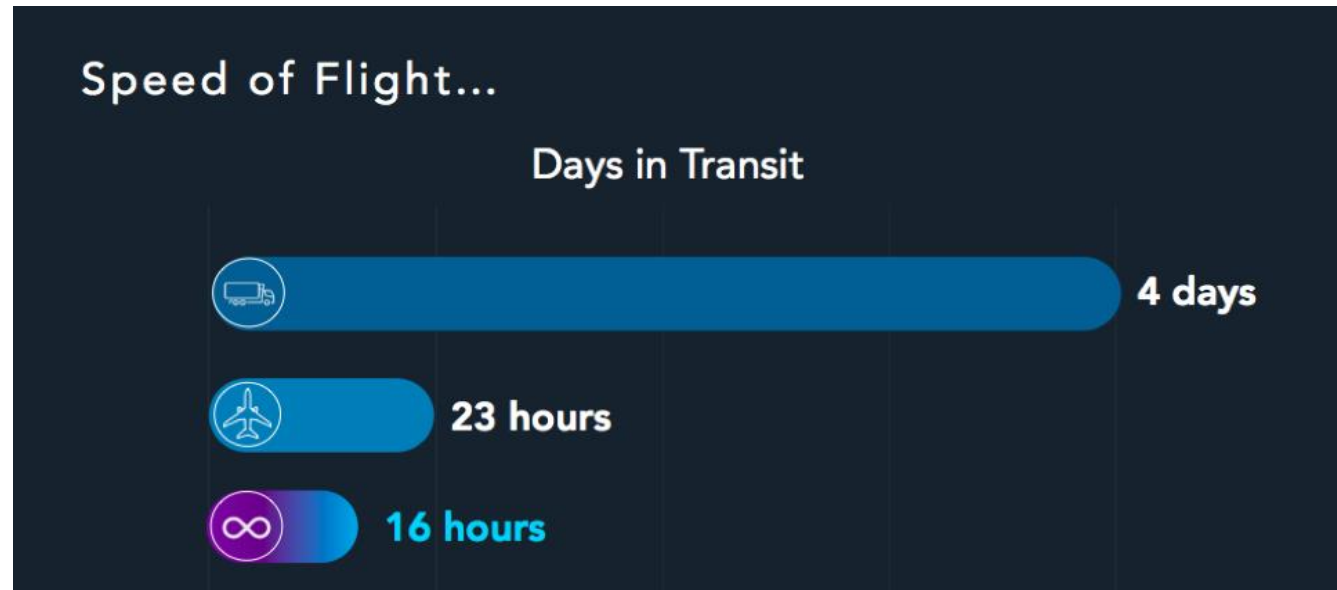 Speed of Flight...
Days in Transit
4 days
23 hours
16 hours